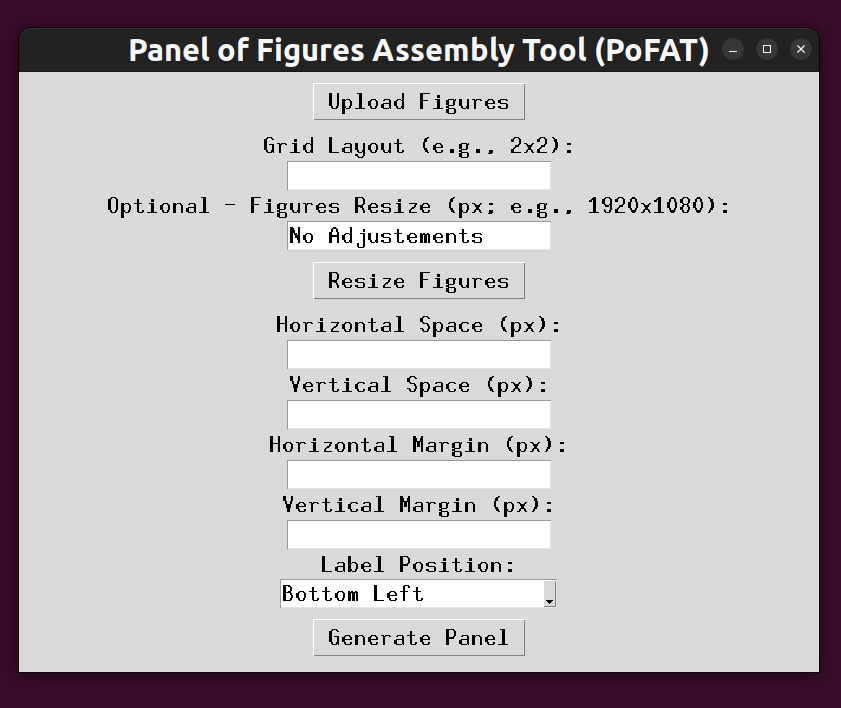 Panel of Figures Assembly Tool (PoFAT)
Upload Figures
Grid Layout (e.g., 2x2):
Optional - Figures Resize (px; e.g., 1920x1080):
No Adjustements
Resize Figures
Horizontal Space (px):
Vertical Space (px):
Horizontal Margin (px):
Vertical Margin (px):
Label Position:
Bottom Left
Generate Panel